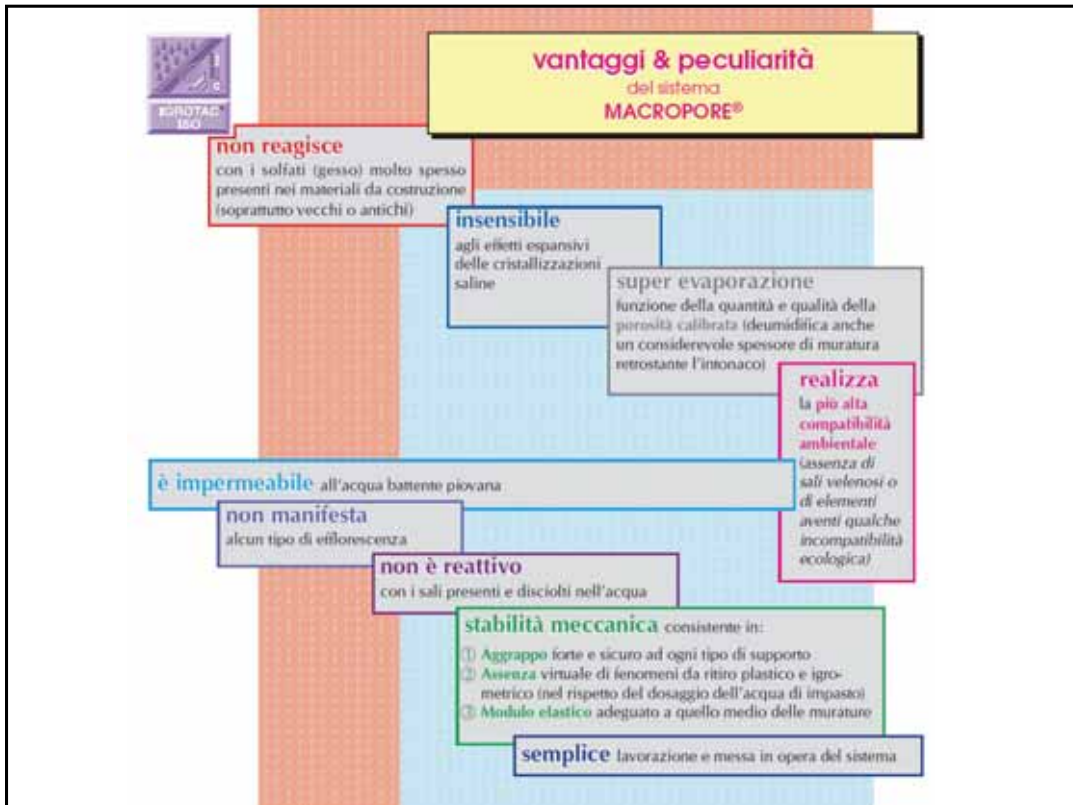 vantaggi & peculiarità
del sistema
MACROPORE®
IGROTAC®
ISO
non reagisce
con i solfati (gesso) molto spesso
presenti nei materiali da costruzione
(soprattutto vecchi o antichi)
insensibile
agli effetti espansivi
delle cristallizzazioni
saline
super evaporazione
funzione della quantità e qualità della
porosità calibrata (deumidifica anche
un considerevole spessore di muratura
retrostante l'intonaco)
realizza
la più alta
compatibilità
ambientale
(assenza di
sali velenosi o
di elementi
aventi qualche
incompatibilità
ecologica)
è impermeabile all'acqua battente piovana
non manifesta
alcun tipo di efflorescenza
non è reattivo
con i sali presenti e disciolti nell'acqua
stabilità meccanica consistente in:
① Aggrappo forte e sicuro ad ogni tipo di supporto
② Assenza virtuale di fenomeni da ritiro plastico e igro-
metrico (nel rispetto del dosaggio dell'acqua di impasto)
③ Modulo elastico adeguato a quello medio delle murature
semplice lavorazione e messa in opera del sistema